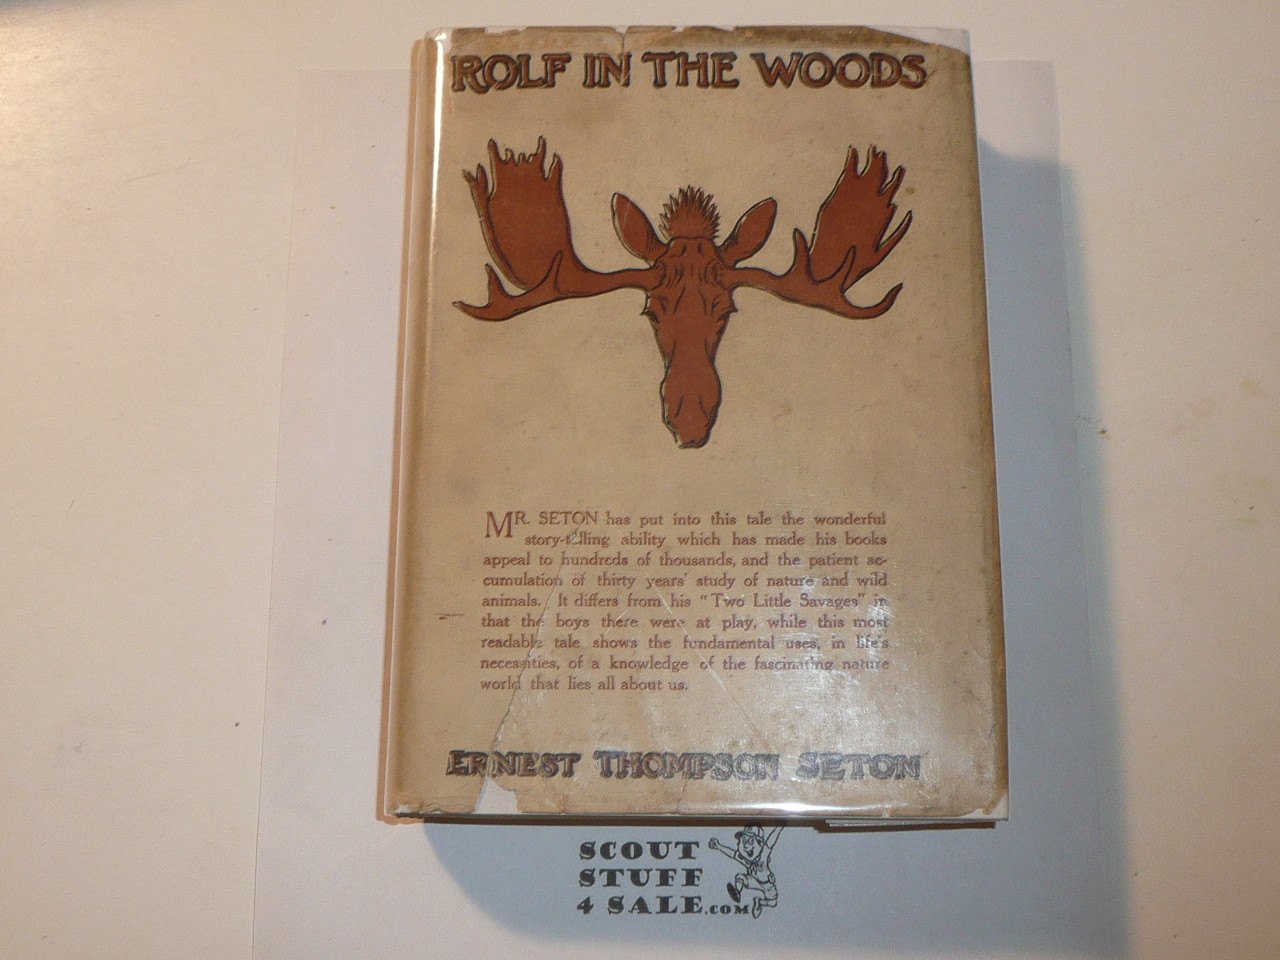 ROLF IN THE WOODS
MR. SETON has put into this tale the wonderful
story-telling ability which has made his books
appeal to hundreds of thousands, and the patient ac-
cumulation of thirty years' study of nature and wild
animals. It differs from his "Two Little Savages" in
that the boys there were at play, while this most
readable tale shows the fundamental uses, in life's
necessities, of a knowledge of the fascinating nature
world that lies all about us.
ERNEST THOMPSON SETON
SCOUT
STUFF
4 SALE.com